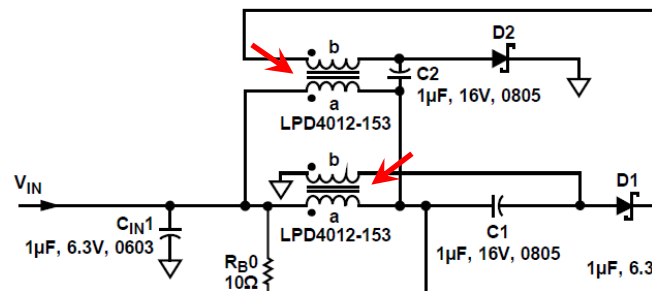 b
D2
C2
1µF, 16V, 0805
a
LPD4012-153
b
VIN
D1
a
CIN1
1µF, 6.3V, 0603
LPD4012-153
C1
1µF, 16V, 0805
RB0
10Ω
1µF, 6.3